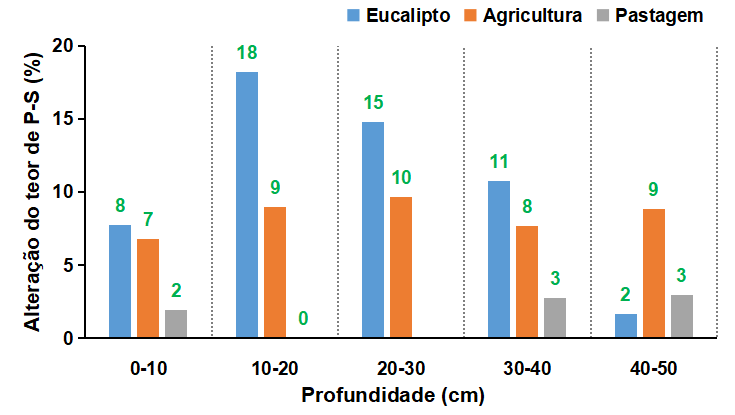 Eucalipto Agricultura Pastagem
Alteração do teor de P-S (%)
20
15
10
5
0
8 7 2
18 9 0
15 10
11 8 3
2 9 3
0-10 10-20 20-30 30-40 40-50
Profundidade (cm)